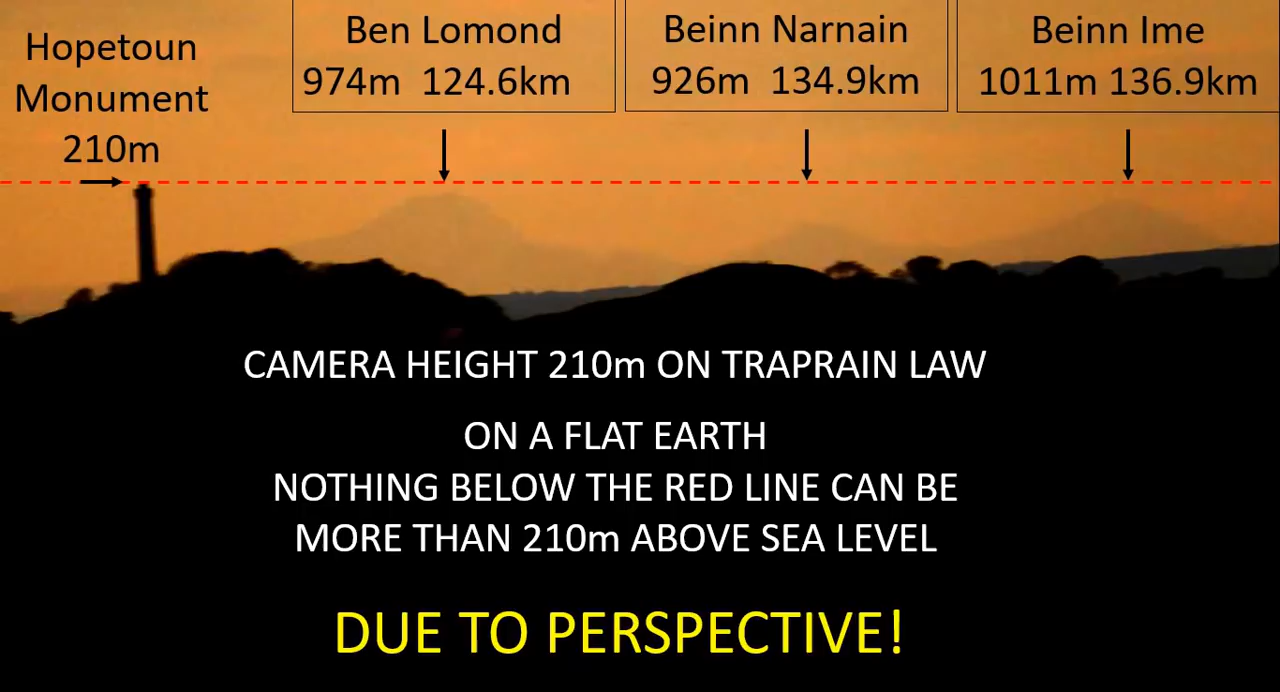 Hopetoun
Monument
210m
Ben Lomond
974m 124.6km
Beinn Narnain
926m 134.9km
Beinn Ime
1011m 136.9km
CAMERA HEIGHT 210m ON TRAPRAIN LAW
ON A FLAT EARTH
NOTHING BELOW THE RED LINE CAN BE
MORE THAN 210m ABOVE SEA LEVEL
DUE TO PERSPECTIVE!